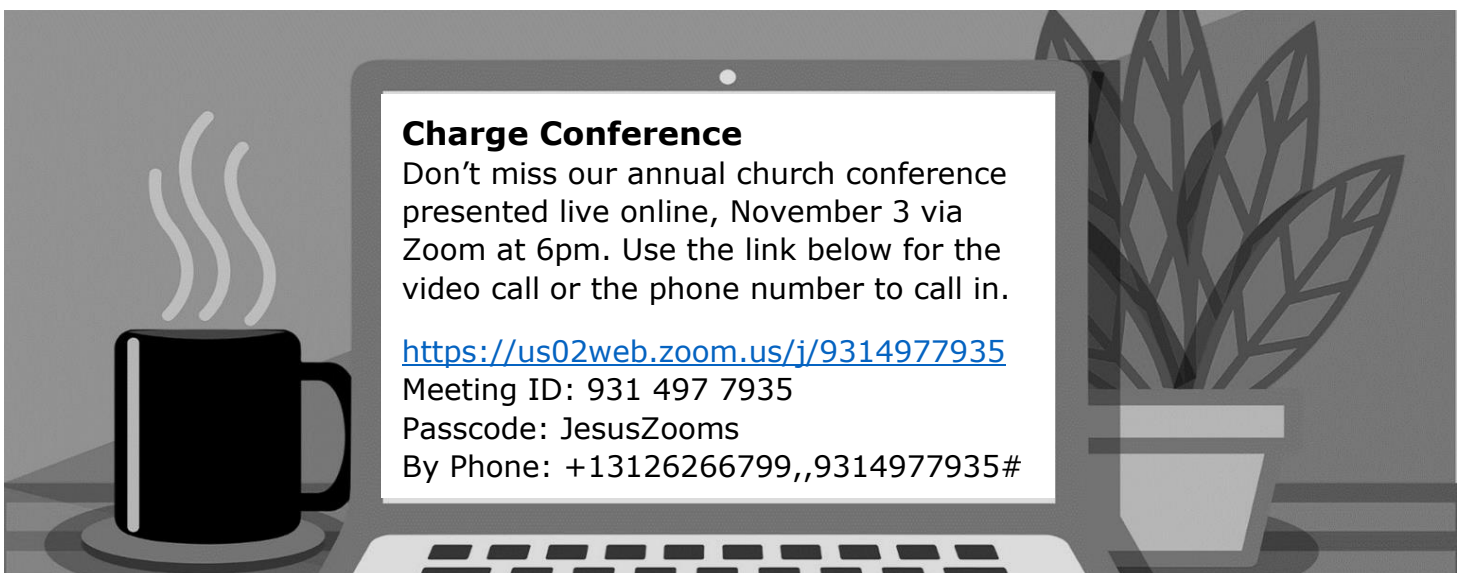 Charge Conference
Don’t miss our annual church conference
presented live online, November 3 via
Zoom at 6pm. Use the link below for the
video call or the phone number to call in.
https://us02web.zoom.us/j/9314977935
Meeting ID: 931 497 7935
Passcode: JesusZooms
By Phone: +13126266799,,9314977935#